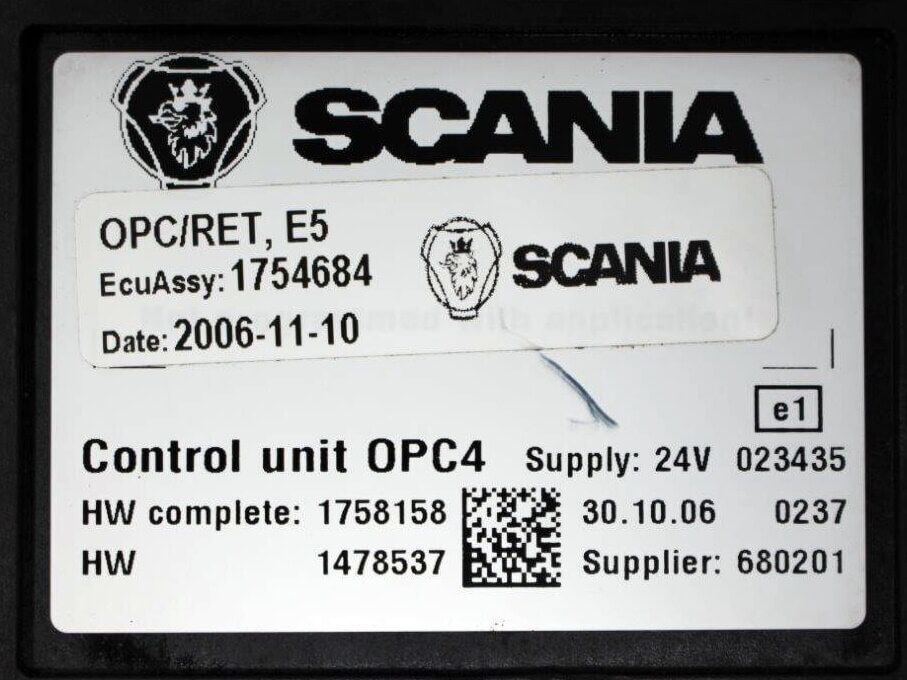 SCANIA
OPC/RET, E5
EcuAssy: 1754684
SCANIA
Date: 2006-11-10
e1
Control unit OPC4 Supply: 24V 023435
HW complete: 1758158 30.10.06 0237
HW 1478537 Supplier: 680201